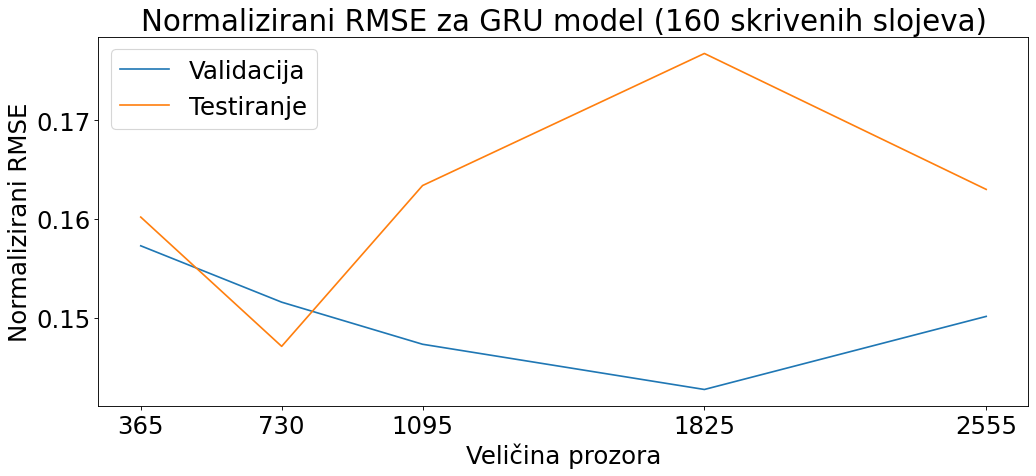 Normalizirani RMSE za GRU model (160 skrivenih slojeva)
Validacija
Testiranje
Normalizirani RMSE
0.17
0.16
0.15
365 730 1095 1825 2555
Veličina prozora